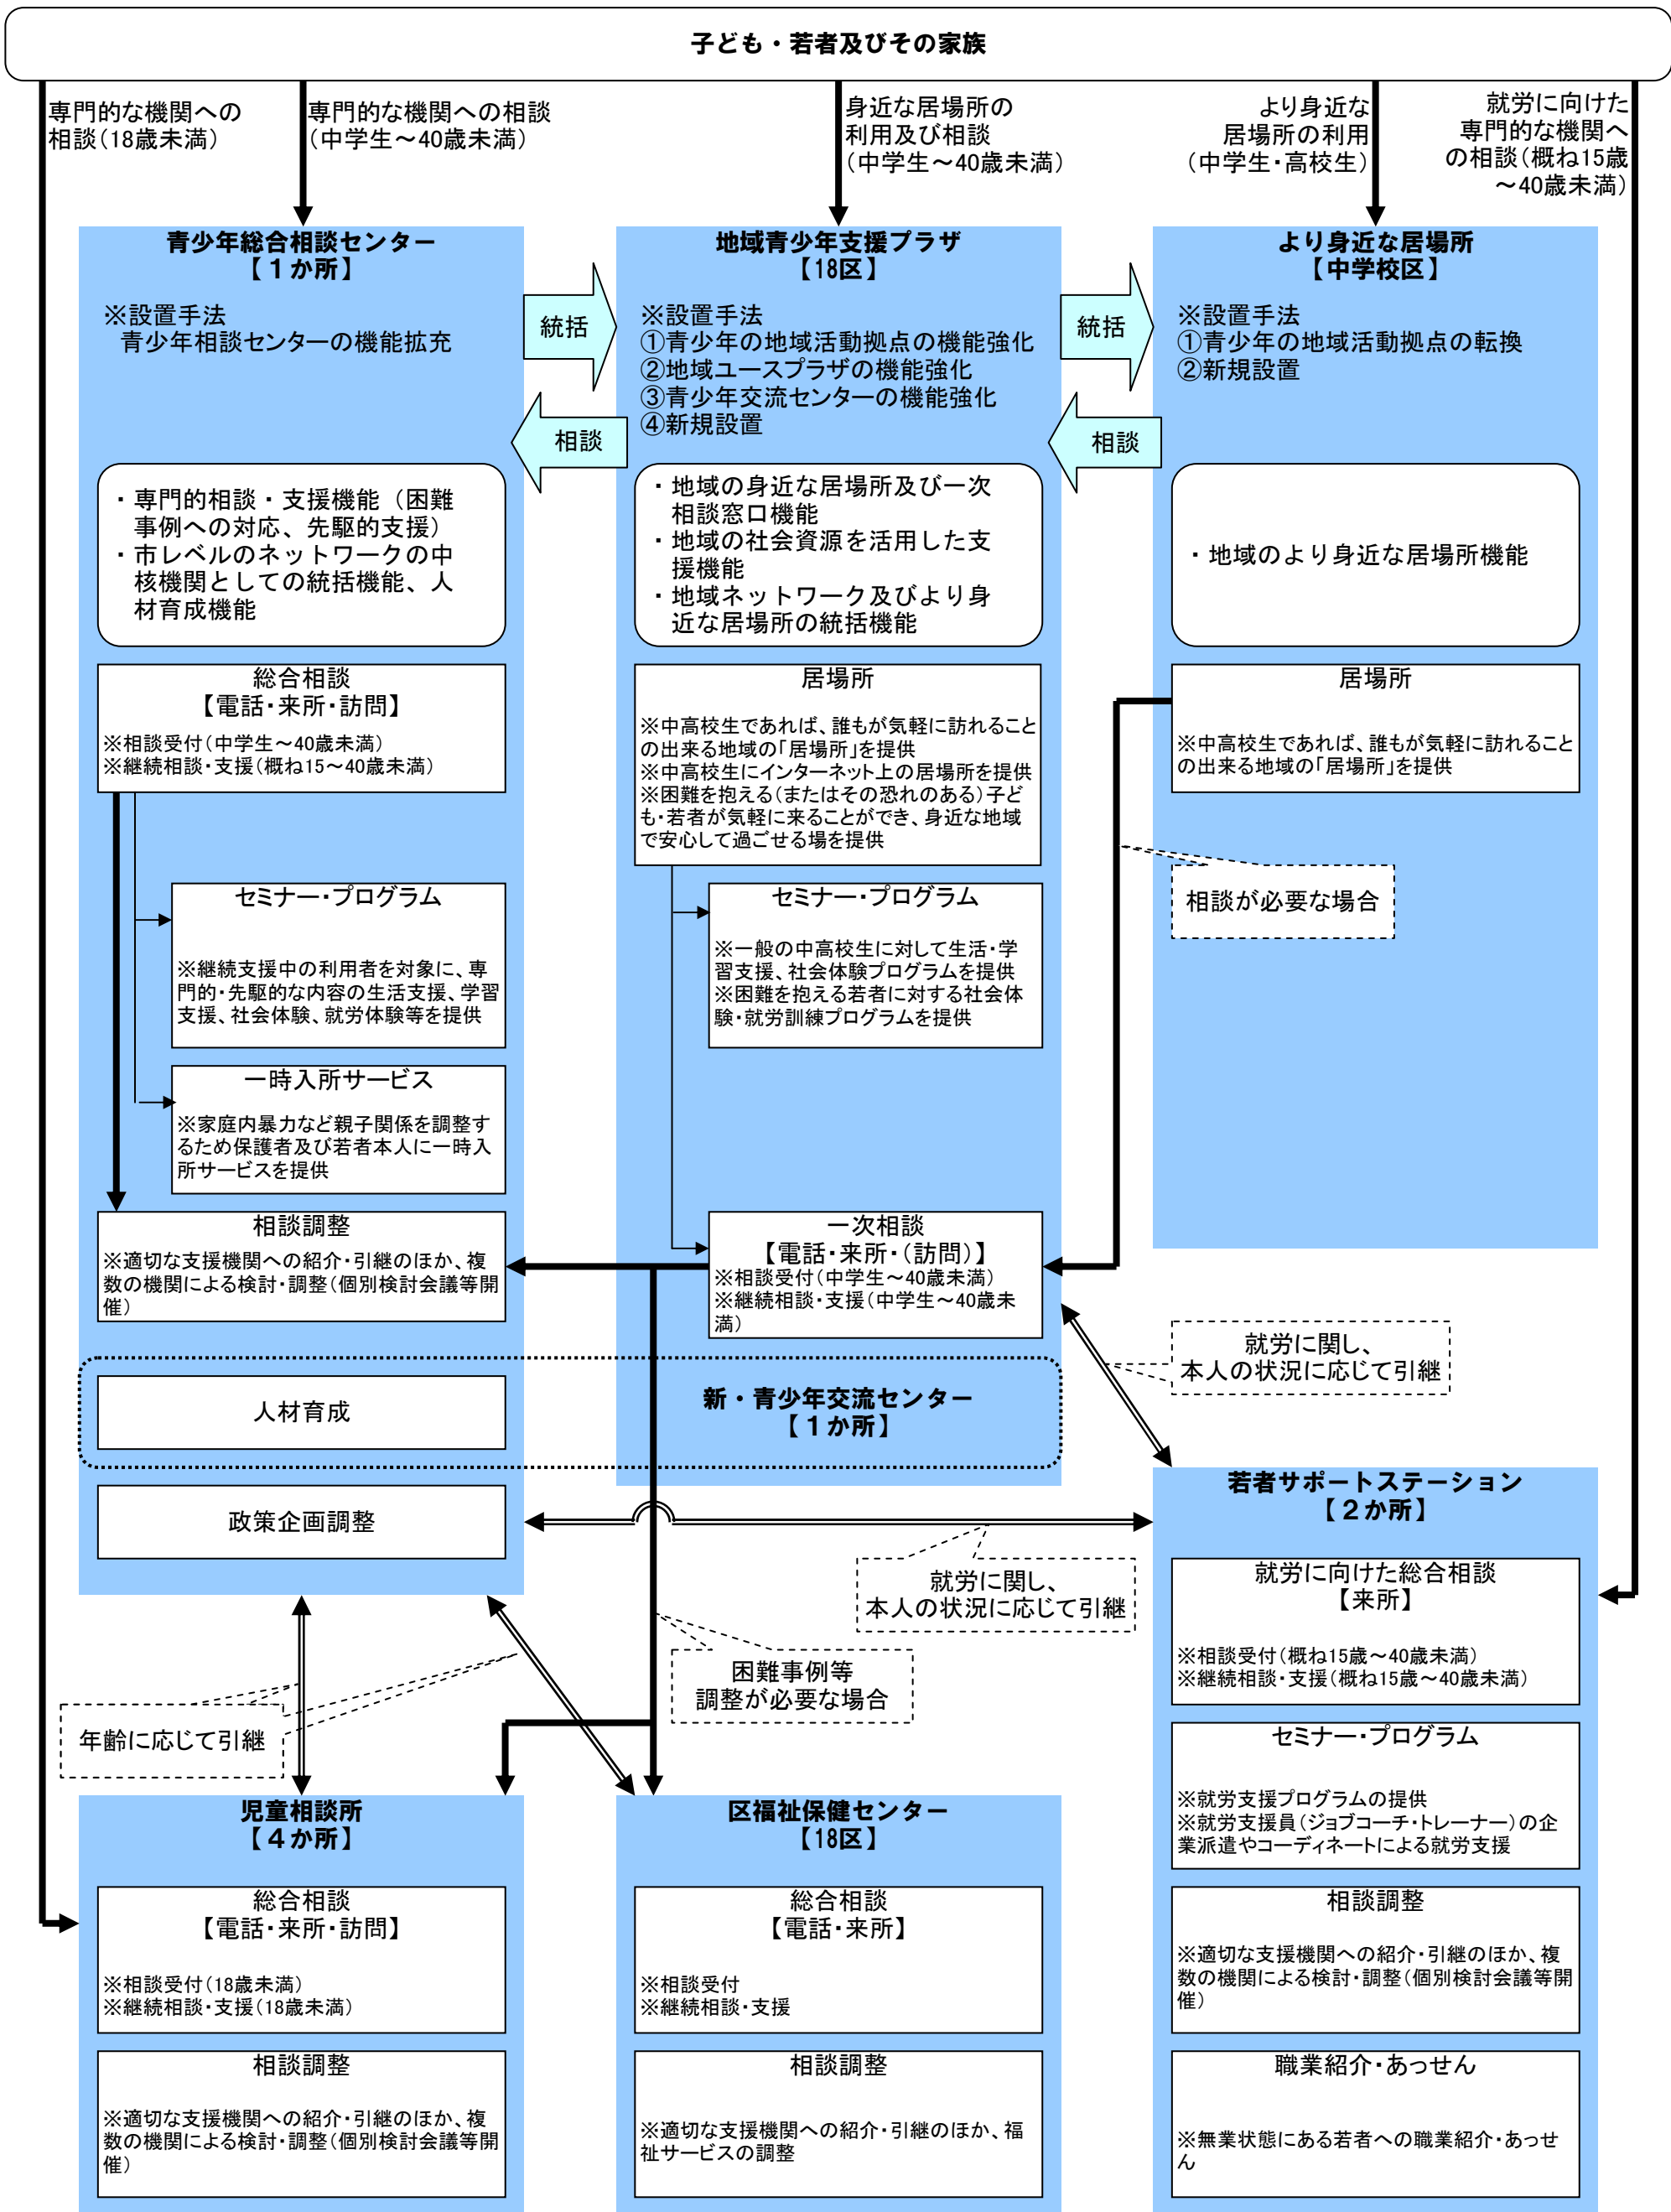 子ども・若者及びその家族
専門的な機関への
相談(18歳未満)
専門的な機関への相談
(中学生～40歳未満)
身近な居場所の
利用及び相談
(中学生～40歳未満)
より身近な
居場所の利用
(中学生・高校生)
就労に向けた
専門的な機関へ
の相談(概ね15歳
～40歳未満)
青少年総合相談センター
【１か所】
※設置手法
青少年相談センターの機能拡充
統括
相談
・専門的相談・支援機能（困難
事例への対応、先駆的支援）
・市レベルのネットワークの中
核機関としての統括機能、人
材育成機能
総合相談
【電話・来所・訪問】
※相談受付(中学生～40歳未満)
※継続相談・支援(概ね15～40歳未満)
セミナー・プログラム
※継続支援中の利用者を対象に、専
門的・先駆的な内容の生活支援、学習
支援、社会体験、就労体験等を提供
一時入所サービス
※家庭内暴力など親子関係を調整す
るため保護者及び若者本人に一時入
所サービスを提供
相談調整
※適切な支援機関への紹介・引継のほか、複
数の機関による検討・調整(個別検討会議等開
催)
人材育成
政策企画調整
地域青少年支援プラザ
【18区】
※設置手法
①青少年の地域活動拠点の機能強化
②地域ユースプラザの機能強化
③青少年交流センターの機能強化
④新規設置
統括
相談
・地域の身近な居場所及び一次
相談窓口機能
・地域の社会資源を活用した支
援機能
・地域ネットワーク及びより身
近な居場所の統括機能
居場所
※中高校生であれば、誰もが気軽に訪れること
の出来る地域の「居場所」を提供
※中高校生にインターネット上の居場所を提供
※困難を抱える(またはその恐れのある)子ど
も・若者が気軽に来ることができ、身近な地域
で安心して過ごせる場を提供
セミナー・プログラム
※一般の中高校生に対して生活・学
習支援、社会体験プログラムを提供
※困難を抱える若者に対する社会体
験・就労訓練プログラムを提供
一次相談
【電話・来所・(訪問)】
※相談受付(中学生～40歳未満)
※継続相談・支援(中学生～40歳未
満)
新・青少年交流センター
【１か所】
より身近な居場所
【中学校区】
※設置手法
①青少年の地域活動拠点の転換
②新規設置
・地域のより身近な居場所機能
居場所
※中高校生であれば、誰もが気軽に訪れること
の出来る地域の「居場所」を提供
相談が必要な場合
就労に関し、
本人の状況に応じて引継
就労に関し、
本人の状況に応じて引継
困難事例等
調整が必要な場合
年齢に応じて引継
若者サポートステーション
【２か所】
就労に向けた総合相談
【来所】
※相談受付(概ね15歳～40歳未満)
※継続相談・支援(概ね15歳～40歳未満)
セミナー・プログラム
※就労支援プログラムの提供
※就労支援員(ジョブコーチ・トレーナー)の企
業派遣やコーディネートによる就労支援
相談調整
※適切な支援機関への紹介・引継のほか、複
数の機関による検討・調整(個別検討会議等開
催)
職業紹介・あっせん
※無業状態にある若者への職業紹介・あっせ
ん
児童相談所
【４か所】
総合相談
【電話・来所・訪問】
※相談受付(18歳未満)
※継続相談・支援(18歳未満)
相談調整
※適切な支援機関への紹介・引継のほか、複
数の機関による検討・調整(個別検討会議等開
催)
区福祉保健センター
【18区】
総合相談
【電話・来所】
※相談受付
※継続相談・支援
相談調整
※適切な支援機関への紹介・引継のほか、福
祉サービスの調整